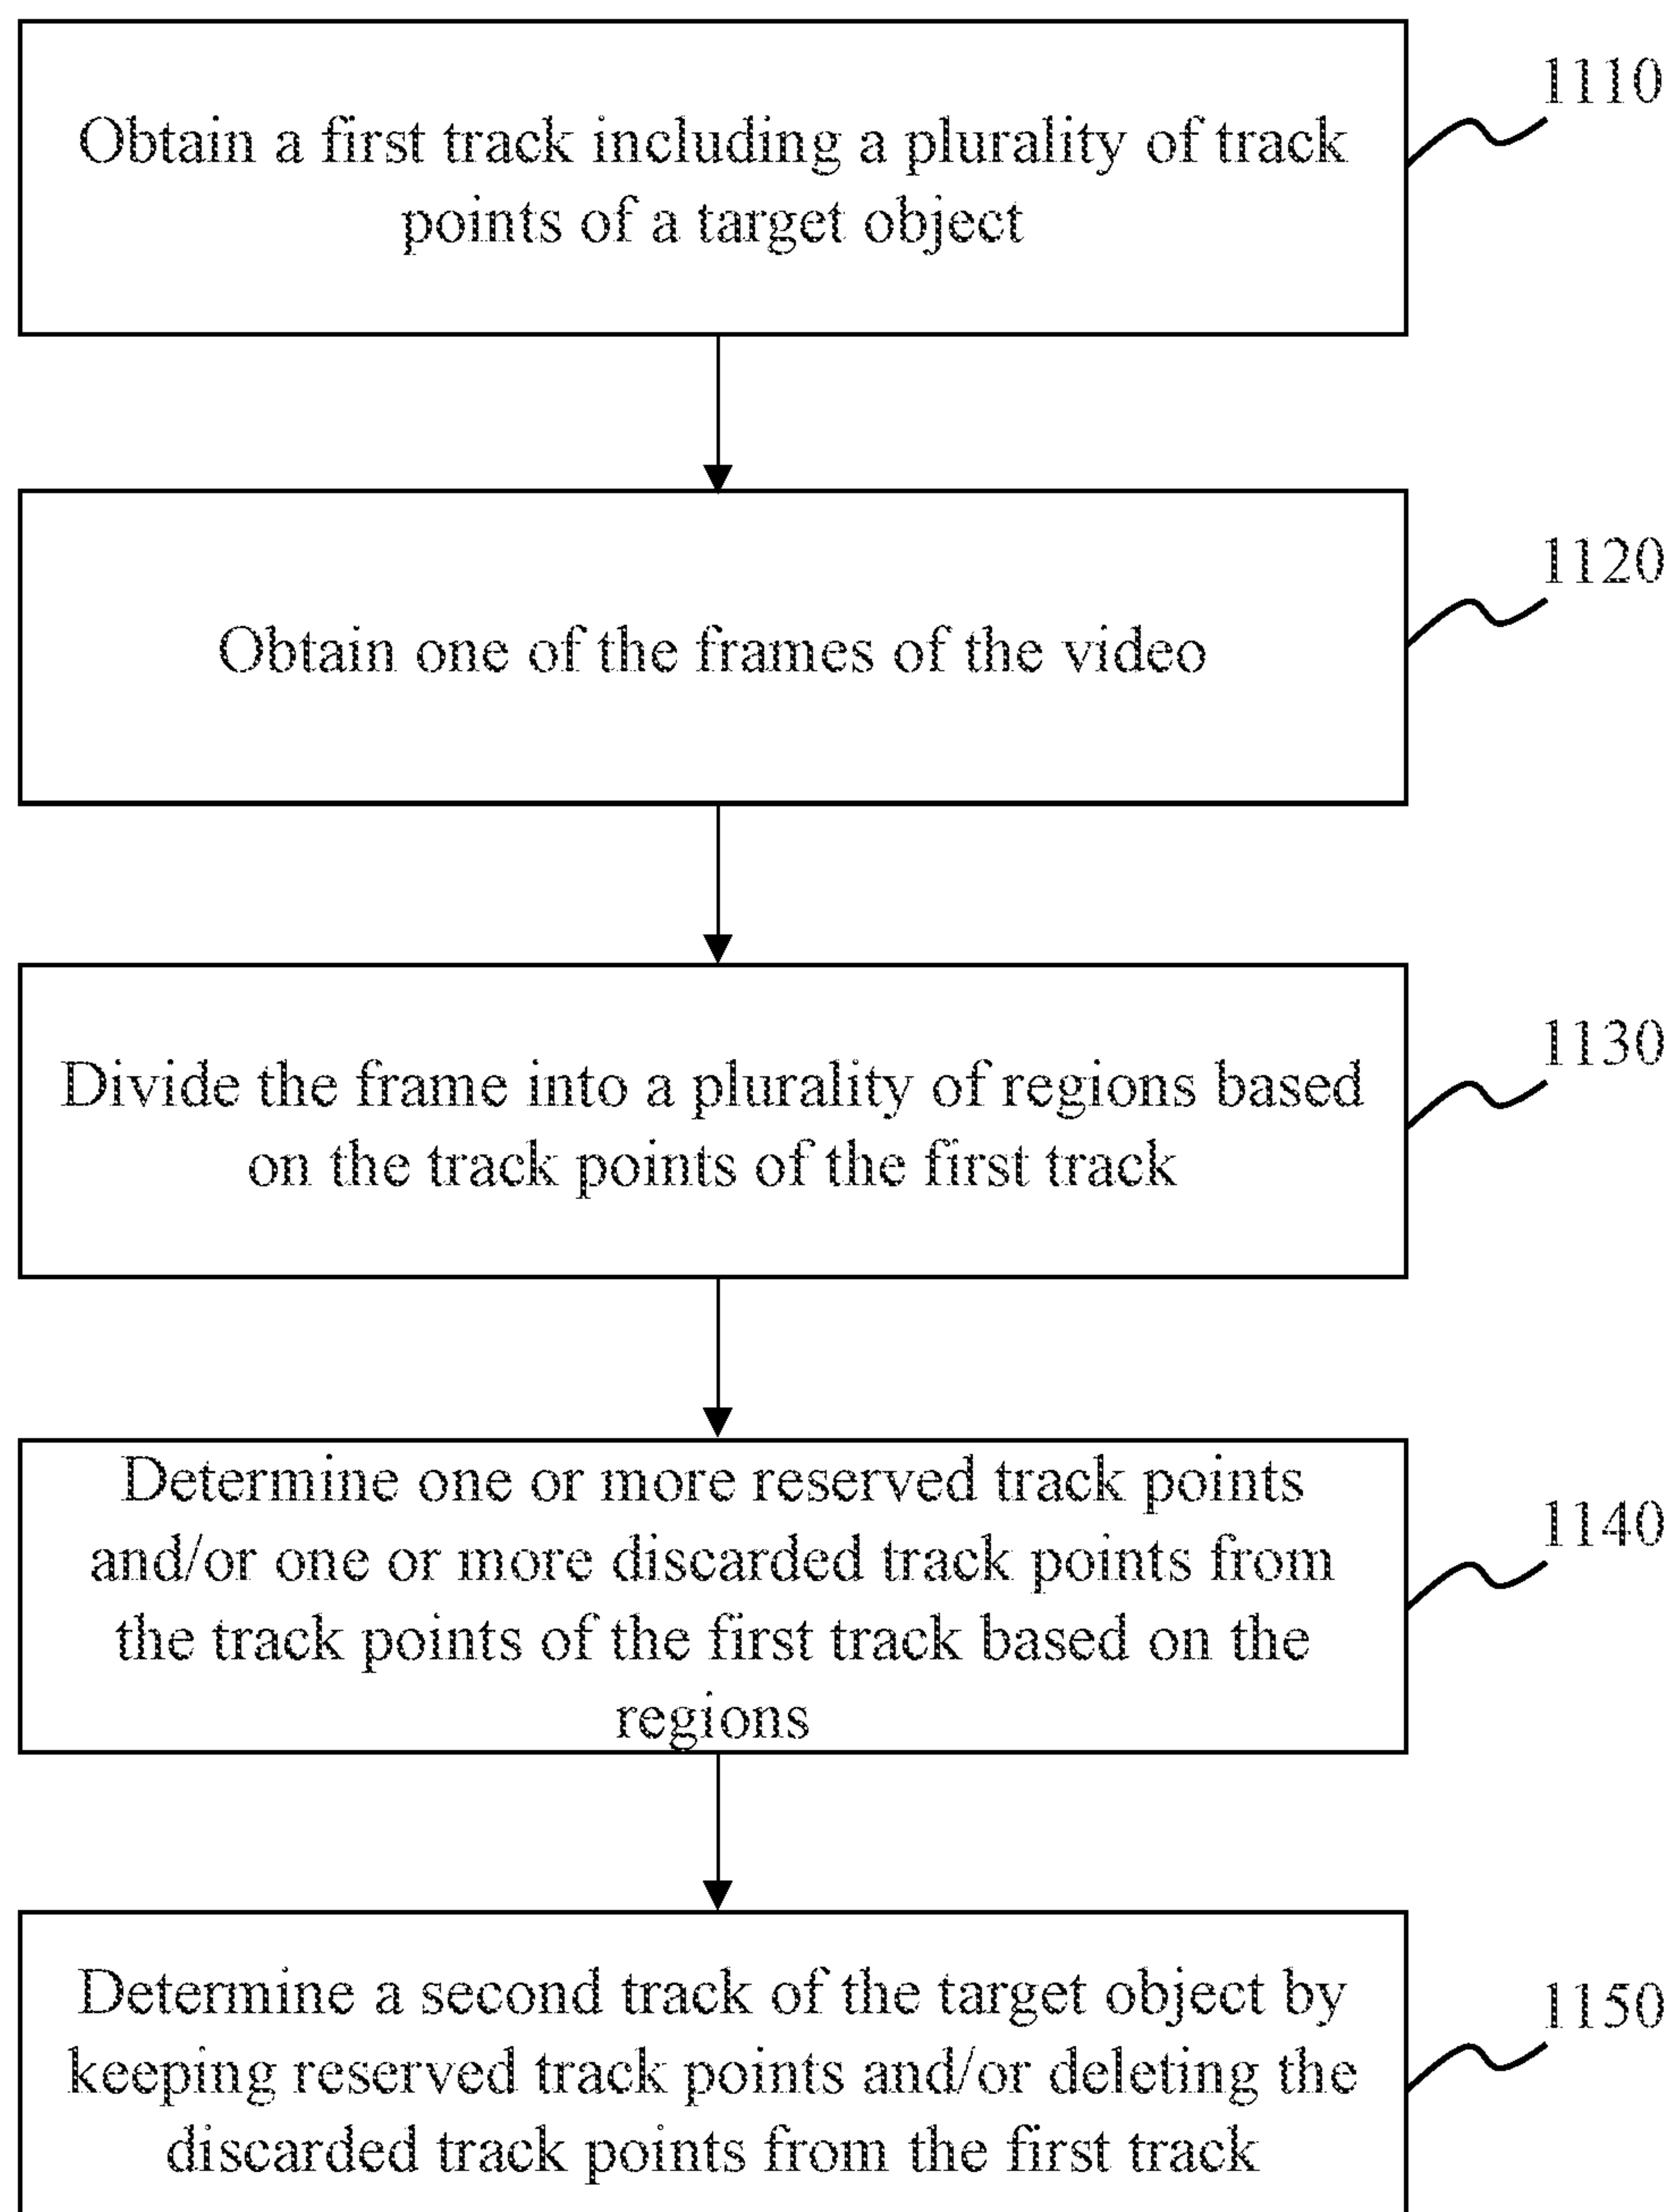 Obtain a first track including a plurality of track
points of a target object
1110
Obtain one of the frames of the video
1120
Divide the frame into a plurality of regions based
on the track points of the first track
1130
Determine one or more reserved track points
and/or one or more discarded track points from
the track points of the first track based on the
regions
1140
Determine a second track of the target object by
keeping reserved track points and/or deleting the
discarded track points from the first track
1150